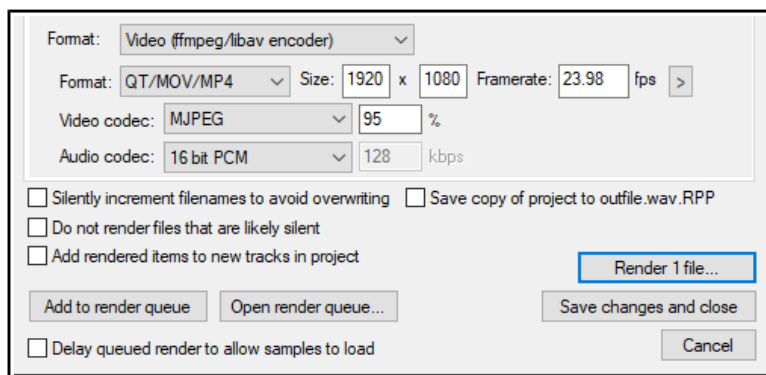 Format: Video (ffmpeg/libav encoder)
Format: QT/MOV/MP4 Size: 1920 x 1080 Framerate: 23.98 fps >
Video codec: MJPEG 95 %
Audio codec: 16 bit PCM 128 kbps
Silently increment filenames to avoid overwriting Save copy of project to outfile.wav.RPP
Do not render files that are likely silent
Add rendered items to new tracks in project
Render 1 file...
Add to render queue Open render queue... Save changes and close
Delay queued render to allow samples to load Cancel